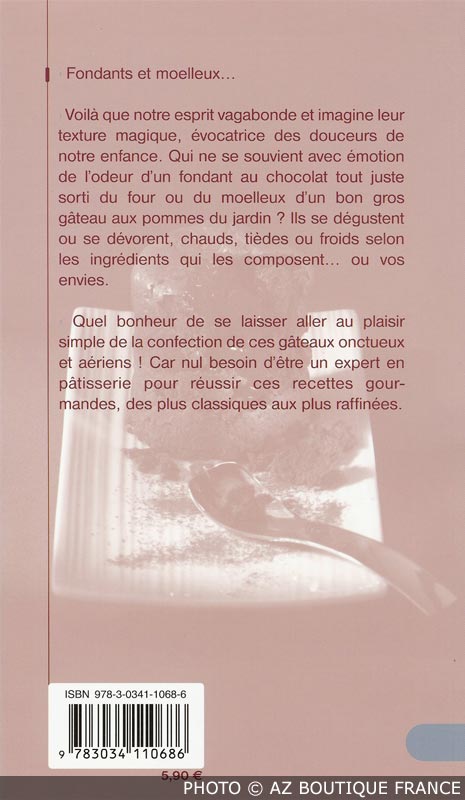 Fondants et moelleux…
Voilà que notre esprit vagabonde et imagine leur
texture magique, évocatrice des douceurs de
notre enfance. Qui ne se souvient avec émotion
de l'odeur d'un fondant au chocolat tout juste
sorti du four ou du moelleux d'un bon gros
gâteau aux pommes du jardin ? Ils se dégustent
ou se dévorent, chauds, tièdes ou froids selon
les ingrédients qui les composent… ou vos
envies.
Quel bonheur de se laisser aller au plaisir
simple de la confection de ces gâteaux onctueux
et aériens ! Car nul besoin d'être un expert en
pâtisserie pour réussir ces recettes gour-
mandes, des plus classiques aux plus raffinées.
ISBN 978-3-0341-1068-6
9 783034 110686
5,90 €
PHOTO © AZ BOUTIQUE FRANCE